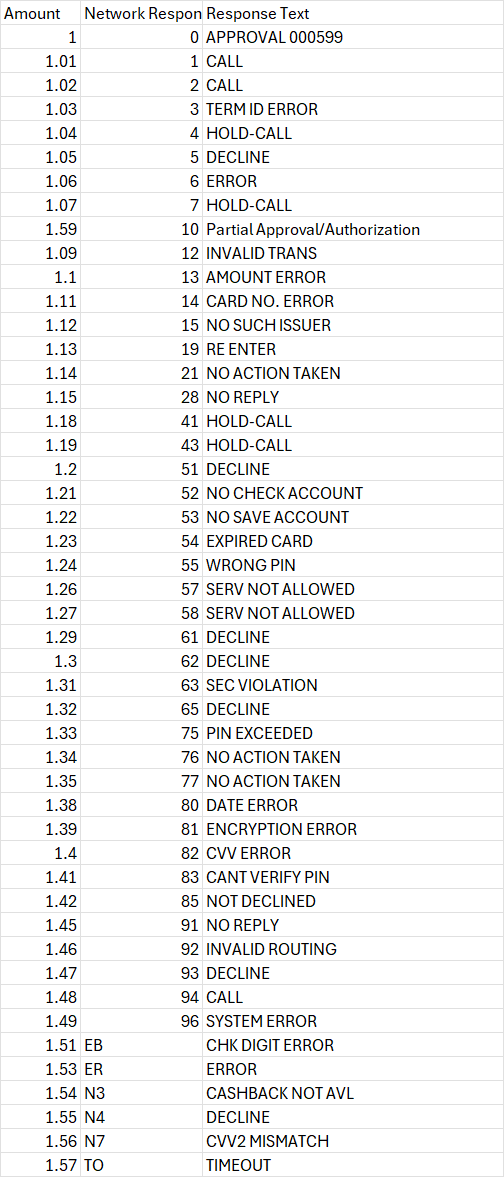 Amount Network Respon Response Text
1 0 APPROVAL 000599
1.01 1 CALL
1.02 2 CALL
1.03 3 TERM ID ERROR
1.04 4 HOLD-CALL
1.05 5 DECLINE
1.06 6 ERROR
1.07 7 HOLD-CALL
1.59 10 Partial Approval/Authorization
1.09 12 INVALID TRANS
1.1 13 AMOUNT ERROR
1.11 14 CARD NO. ERROR
1.12 15 NO SUCH ISSUER
1.13 19 RE ENTER
1.14 21 NO ACTION TAKEN
1.15 28 NO REPLY
1.18 41 HOLD-CALL
1.19 43 HOLD-CALL
1.2 51 DECLINE
1.21 52 NO CHECK ACCOUNT
1.22 53 NO SAVE ACCOUNT
1.23 54 EXPIRED CARD
1.24 55 WRONG PIN
1.26 57 SERV NOT ALLOWED
1.27 58 SERV NOT ALLOWED
1.29 61 DECLINE
1.3 62 DECLINE
1.31 63 SEC VIOLATION
1.32 65 DECLINE
1.33 75 PIN EXCEEDED
1.34 76 NO ACTION TAKEN
1.35 77 NO ACTION TAKEN
1.38 80 DATE ERROR
1.39 81 ENCRYPTION ERROR
1.4 82 CVV ERROR
1.41 83 CANT VERIFY PIN
1.42 85 NOT DECLINED
1.45 91 NO REPLY
1.46 92 INVALID ROUTING
1.47 93 DECLINE
1.48 94 CALL
1.49 96 SYSTEM ERROR
1.51 EB CHK DIGIT ERROR
1.53 ER ERROR
1.54 N3 CASHBACK NOT AVL
1.55 N4 DECLINE
1.56 N7 CVV2 MISMATCH
1.57 TO TIMEOUT